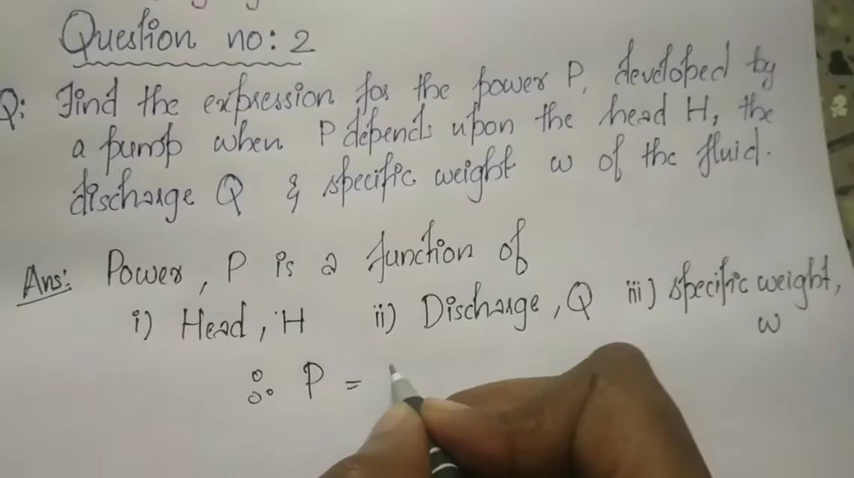 Question no: 2
Q: Find the expression for the power P, developed by
a pump when P depends upon the head H, the
discharge Q & specific weight w of the fluid.
Ans: Power, P is a function of
i) Head, H ii) Discharge, Q iii) specific weight,
w
∴ P =